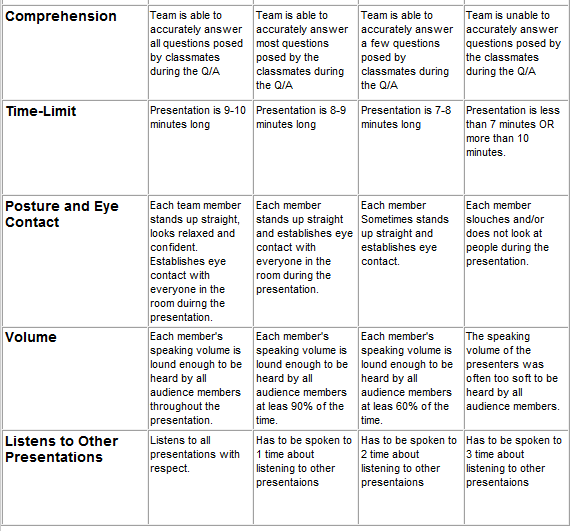 Comprehension
Team is able to
accurately answer
all questions posed
by classmates
during the Q/A
Team is able to
accurately answer
most questions
posed by the
classmates during
the Q/A
Team is able to
accurately answer
a few questions
posed by
classmates during
the Q/A
Team is unable to
accurately answer
questions posed by
the classmates
during the Q/A
Time-Limit
Presentation is 9-10
minutes long
Presentation is 8-9
minutes long
Presentation is 7-8
minutes long
Presentation is less
than 7 minutes OR
more than 10
minutes.
Posture and Eye
Contact
Each team member
stands up straight,
looks relaxed and
confident.
Establishes eye
contact with
everyone in the
room duirng the
presentation.
Each member
stands up straight
and establishes eye
contact with
everyone in the
room during the
presentation.
Each member
Sometimes stands
up straight and
establishes eye
contact.
Each member
slouches and/or
does not look at
people during the
presentation.
Volume
Each member's
speaking volume is
lound enough to be
heard by all
audience members
throughout the
presentation.
Each member's
speaking volume is
lound enough to be
heard by all
audience members
at leas 90% of the
time.
Each member's
speaking volume is
lound enough to be
heard by all
audience members
at leas 60% of the
time.
The speaking
volume of the
presenters was
often too soft to be
heard by all
audience members.
Listens to Other
Presentations
Listens to all
presentations with
respect.
Has to be spoken to
1 time about
listening to other
presentaions
Has to be spoken to
2 time about
listening to other
presentaions
Has to be spoken to
3 time about
listening to other
presentaions